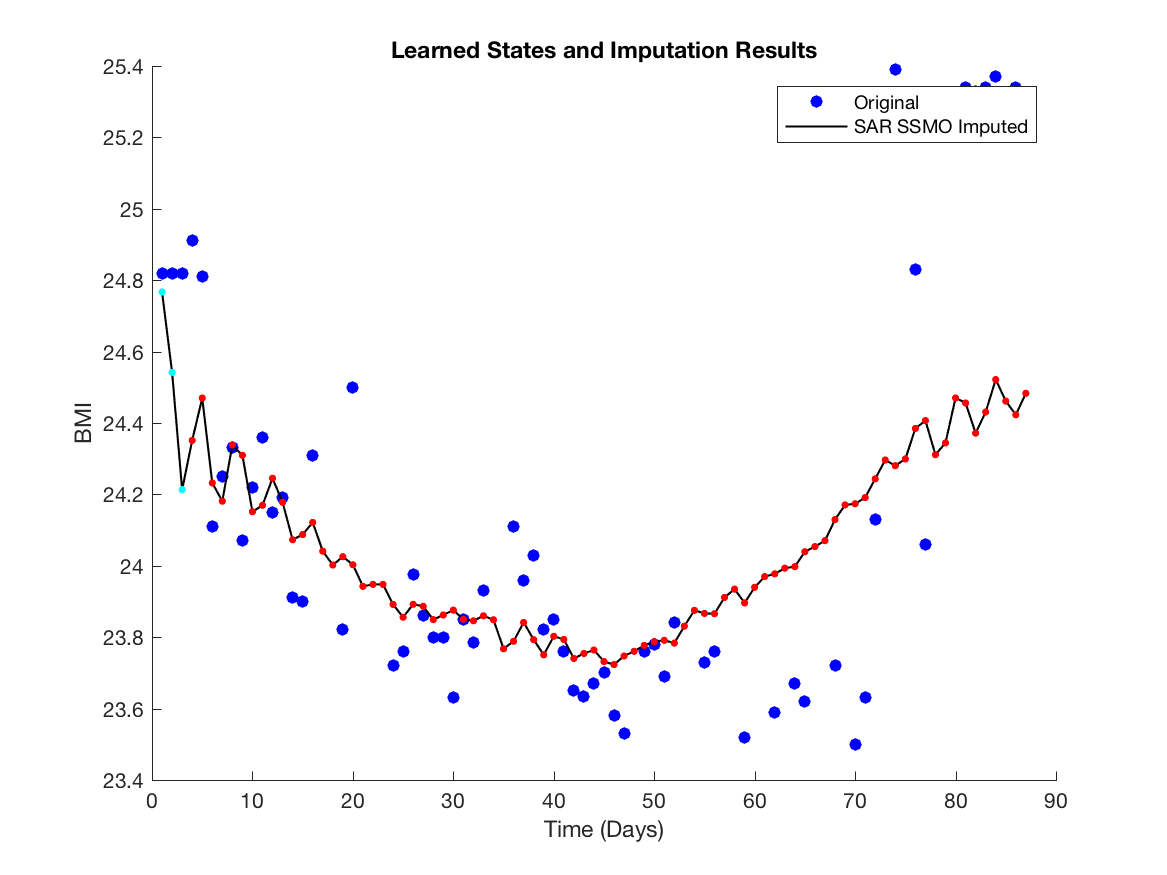 Learned States and Imputation Results
25.4
25.2
25
24.8
24.6
24.4
24.2
24
23.8
23.6
23.4
BMI
Original
SAR SSMO Imputed
0 10 20 30 40 50 60 70 80 90
Time (Days)